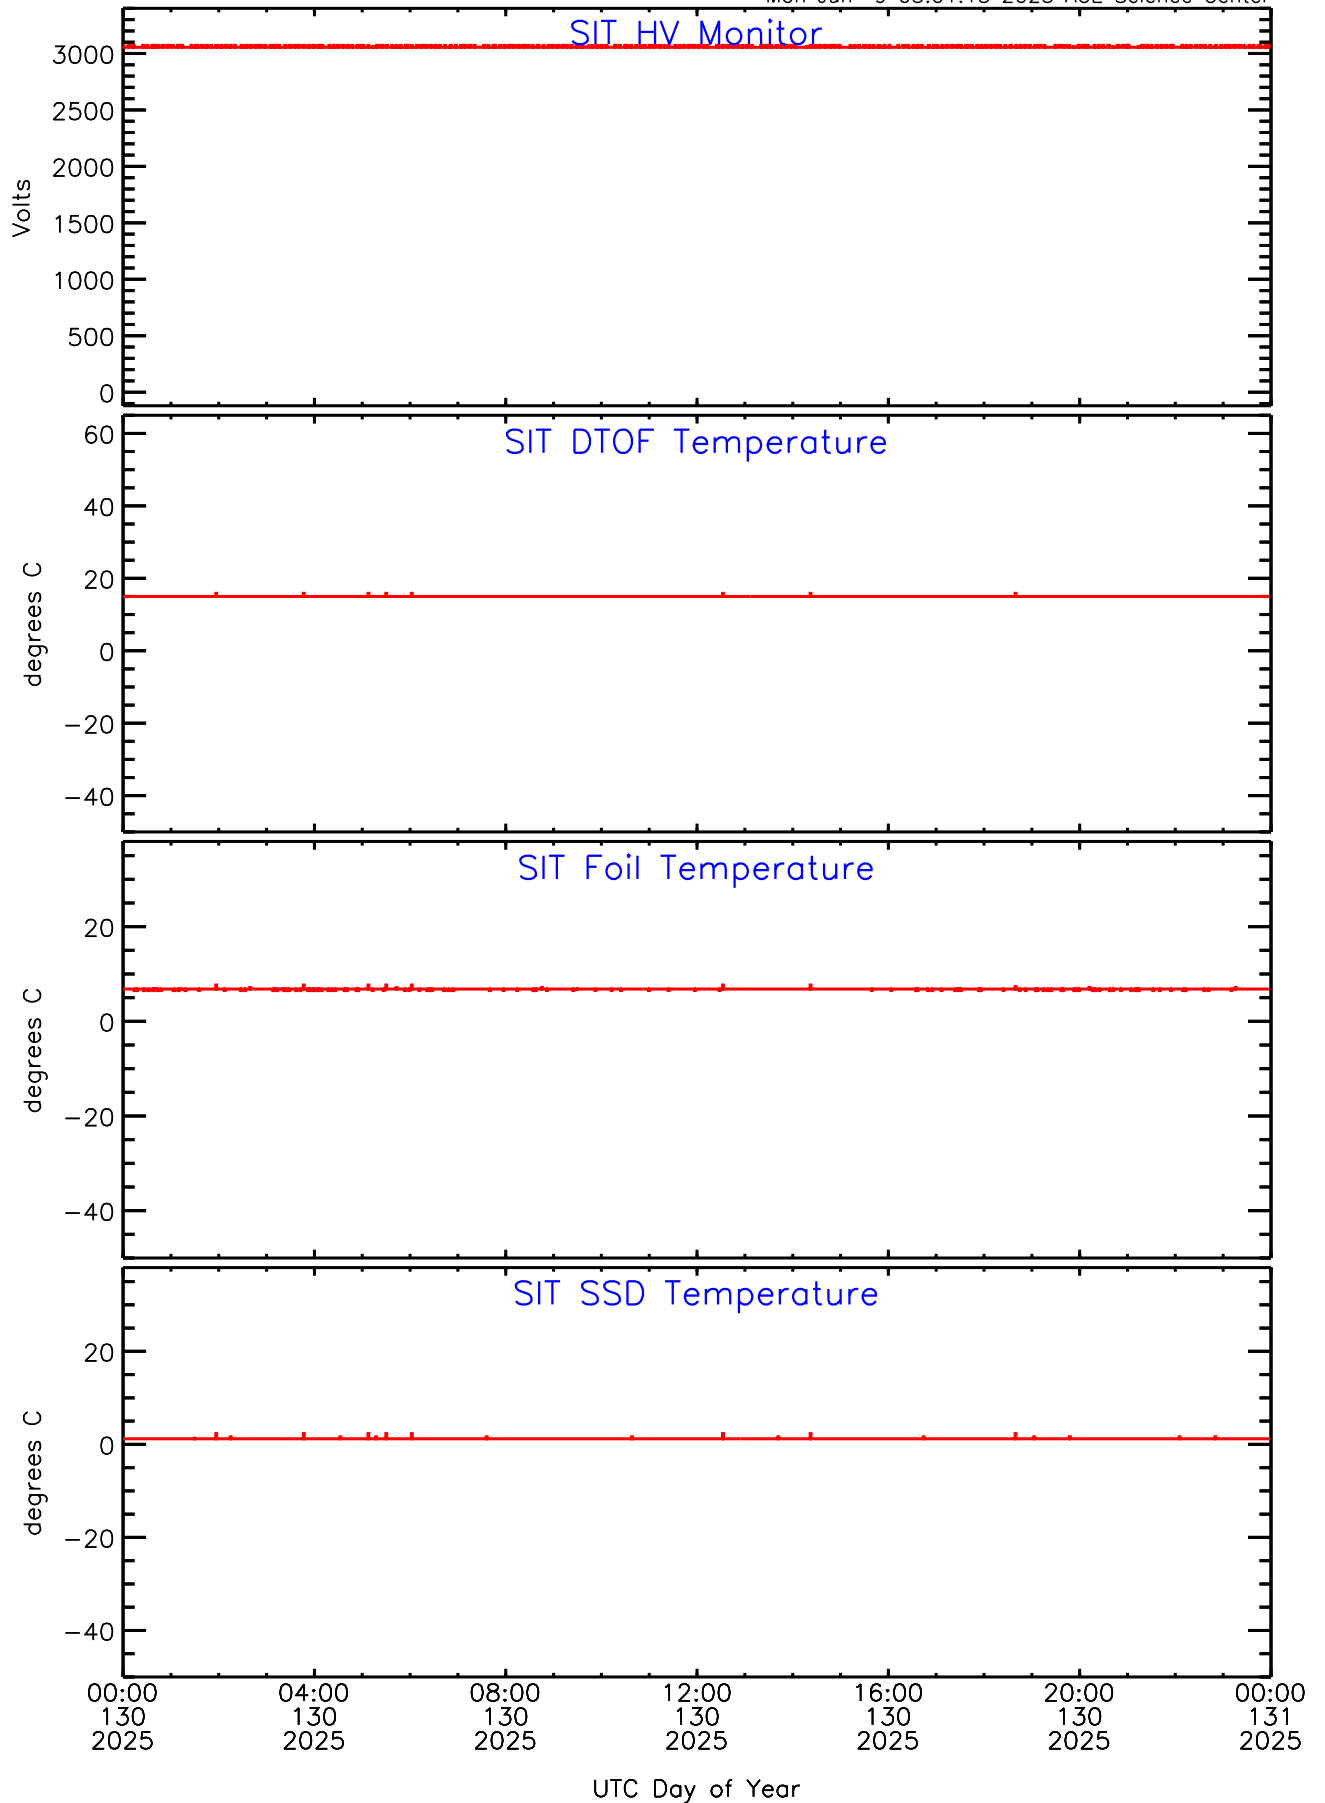 SIT HV Monitor
3000
2500
2000
1500
1000
500
0
Volts
SIT DTOF Temperature
60
40
20
0
−20
−40
degrees C
SIT Foil Temperature
20
0
−20
−40
degrees C
SIT SSD Temperature
20
0
−20
−40
degrees C
00:00 04:00 08:00 12:00 16:00 20:00 00:00
130 130 130 130 130 130 131
2025 2025 2025 2025 2025 2025 2025
UTC Day of Year